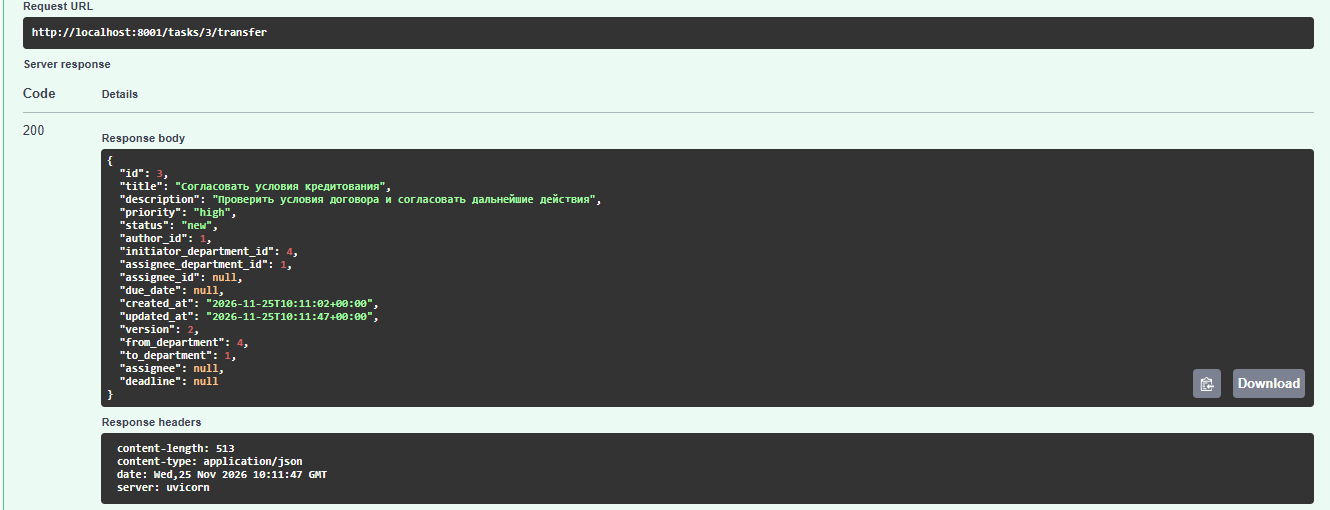 Request URL
http://localhost:8001/tasks/3/transfer
Server response
Code Details
200
Response body
{
  "id": 3,
  "title": "Согласовать условия кредитования",
  "description": "Проверить условия договора и согласовать дальнейшие действия",
  "priority": "high",
  "status": "new",
  "author_id": 1,
  "initiator_department_id": 4,
  "assignee_department_id": 1,
  "assignee_id": null,
  "due_date": null,
  "created_at": "2026-11-25T10:11:02+00:00",
  "updated_at": "2026-11-25T10:11:47+00:00",
  "version": 2,
  "from_department": 4,
  "to_department": 1,
  "assignee": null,
  "deadline": null
}
Download
Response headers
content-length: 513
content-type: application/json
date: Wed,25 Nov 2026 10:11:47 GMT
server: uvicorn